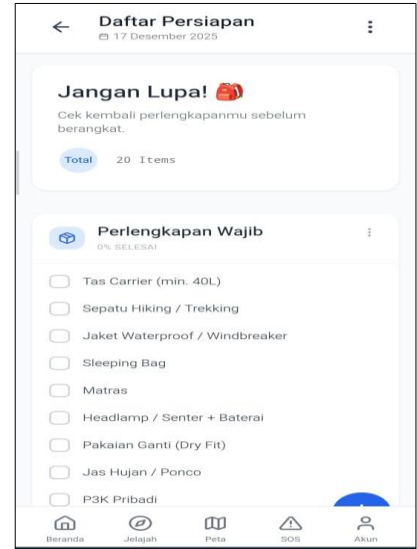 Daftar Persiapan
17 Desember 2025
Jangan Lupa!
Cek kembali perlengkapanmu sebelum
berangkat.
Total 20 Items
Perlengkapan Wajib
0% SELESAI
Tas Carrier (min. 40L)
Sepatu Hiking / Trekking
Jaket Waterproof / Windbreaker
Sleeping Bag
Matras
Headlamp / Senter + Baterai
Pakaian Ganti (Dry Fit)
Jas Hujan / Ponco
P3K Pribadi
Beranda Jelajah Peta SOS Akun